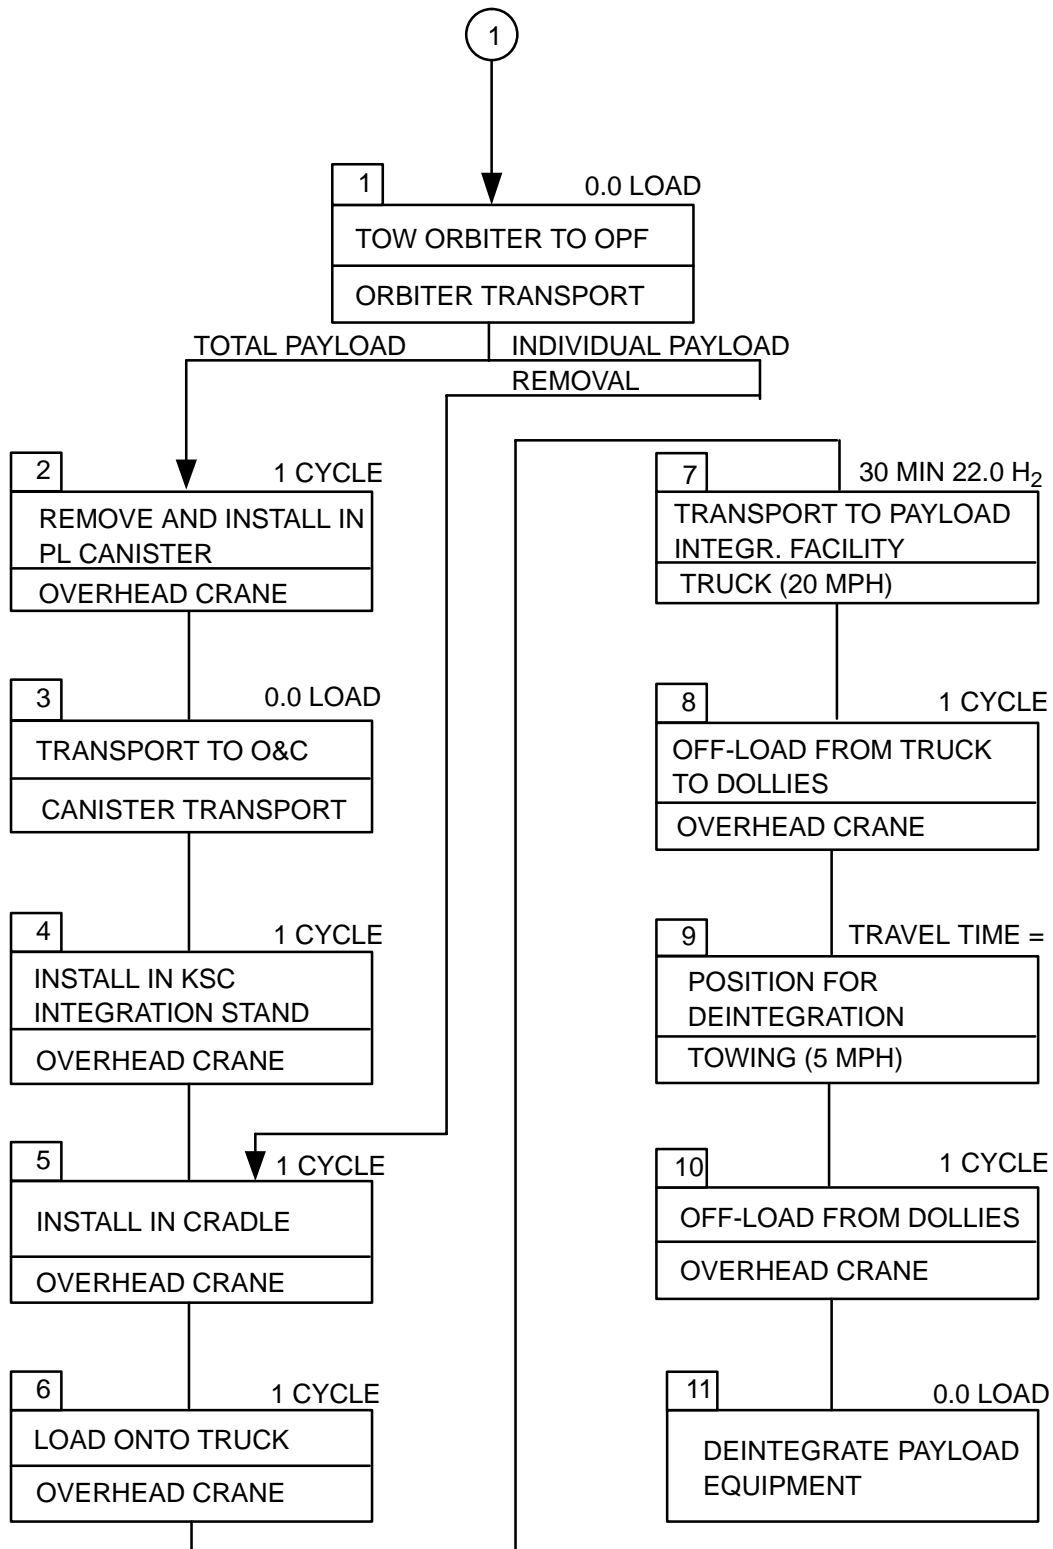 1
1
0.0 LOAD
TOW ORBITER TO OPF
ORBITER TRANSPORT
TOTAL PAYLOAD
INDIVIDUAL PAYLOAD
REMOVAL
2
1 CYCLE
REMOVE AND INSTALL IN
PL CANISTER
OVERHEAD CRANE
3
0.0 LOAD
TRANSPORT TO O&C
CANISTER TRANSPORT
4
1 CYCLE
INSTALL IN KSC
INTEGRATION STAND
OVERHEAD CRANE
5
1 CYCLE
INSTALL IN CRADLE
OVERHEAD CRANE
6
1 CYCLE
LOAD ONTO TRUCK
OVERHEAD CRANE
7
30 MIN 22.0 H2
TRANSPORT TO PAYLOAD
INTEGR. FACILITY
TRUCK (20 MPH)
8
1 CYCLE
OFF-LOAD FROM TRUCK
TO DOLLIES
OVERHEAD CRANE
9
TRAVEL TIME =
POSITION FOR
DEINTEGRATION
TOWING (5 MPH)
10
1 CYCLE
OFF-LOAD FROM DOLLIES
OVERHEAD CRANE
11
0.0 LOAD
DEINTEGRATE PAYLOAD
EQUIPMENT